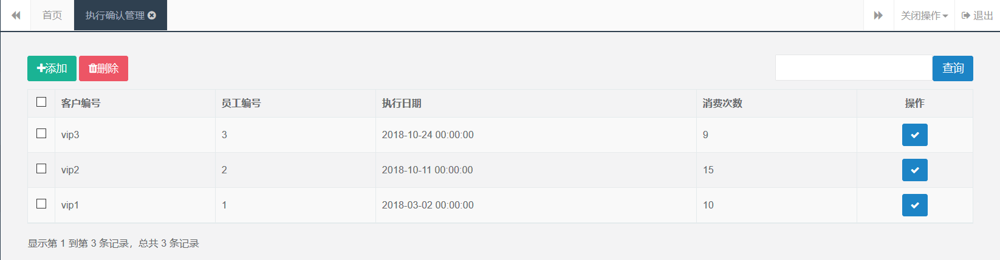 首页 执行确认管理 关闭操作 退出
添加 删除 查询
客户编号 员工编号 执行日期 消费次数 操作
vip3 3 2018-10-24 00:00:00 9
vip2 2 2018-10-11 00:00:00 15
vip1 1 2018-03-02 00:00:00 10
显示第 1 到第 3 条记录，总共 3 条记录